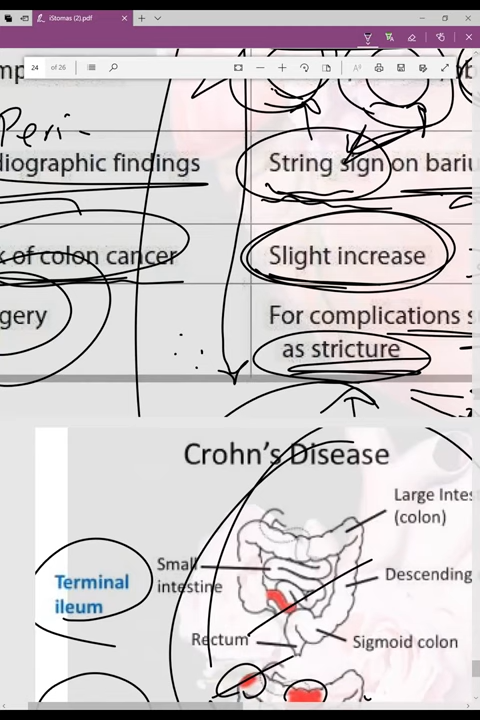 iStomas (2).pdf
24 of 26
mp
Peri-
diographic findings
String sign on bariu
k of colon cancer
Slight increase
gery
For complications s
as stricture
Crohn's Disease
Large Intes
(colon)
Small
intestine
Descending
Terminal
ileum
Rectum
Sigmoid colon